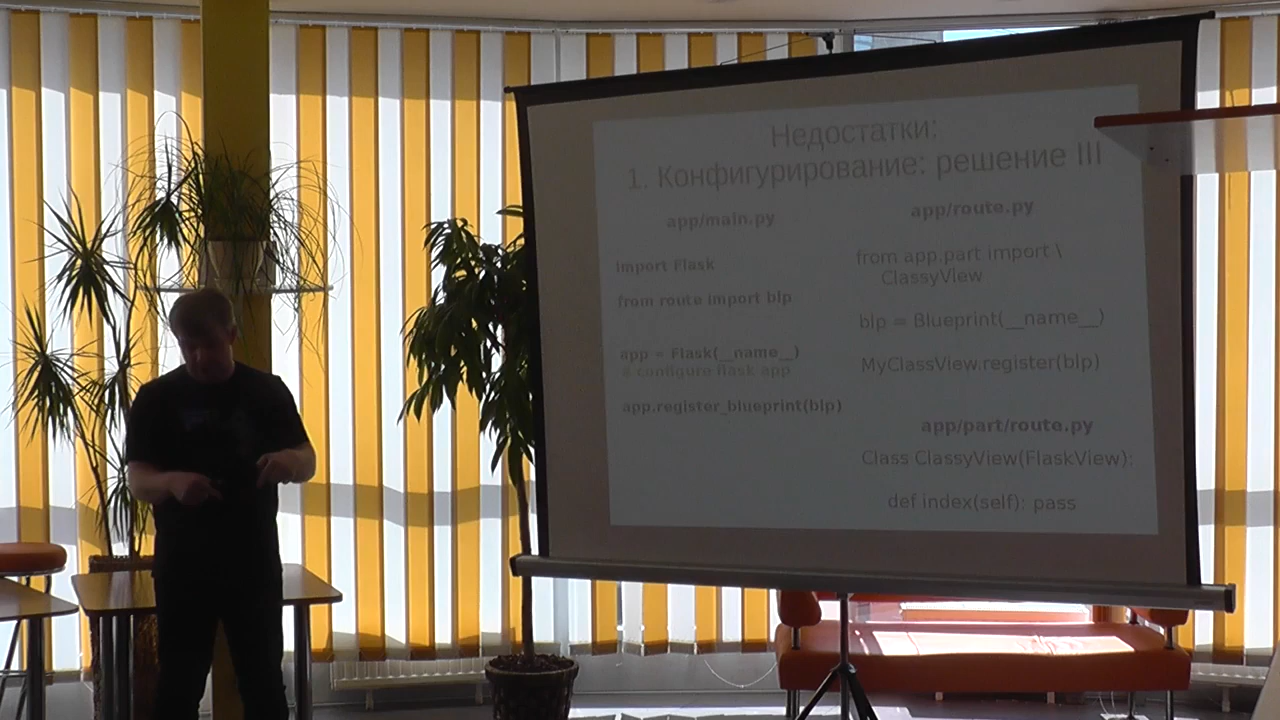 Недостатки:
1. Конфигурирование: решение III
app/main.py
import Flask
from route import blp
app = Flask(__name__)
# configure flask app
app.register_blueprint(blp)
app/route.py
from app.part import \
ClassyView
blp = Blueprint(__name__)
MyClassView.register(blp)
app/part/route.py
Class ClassyView(FlaskView):
def index(self): pass